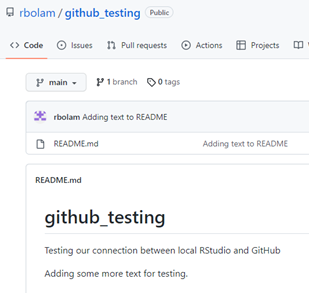 rbolam / github_testing Public
Code Issues Pull requests Actions Projects
main 1 branch 0 tags
rbolam Adding text to README
README.md Adding text to README
README.md
github_testing
Testing our connection between local RStudio and GitHub
Adding some more text for testing.